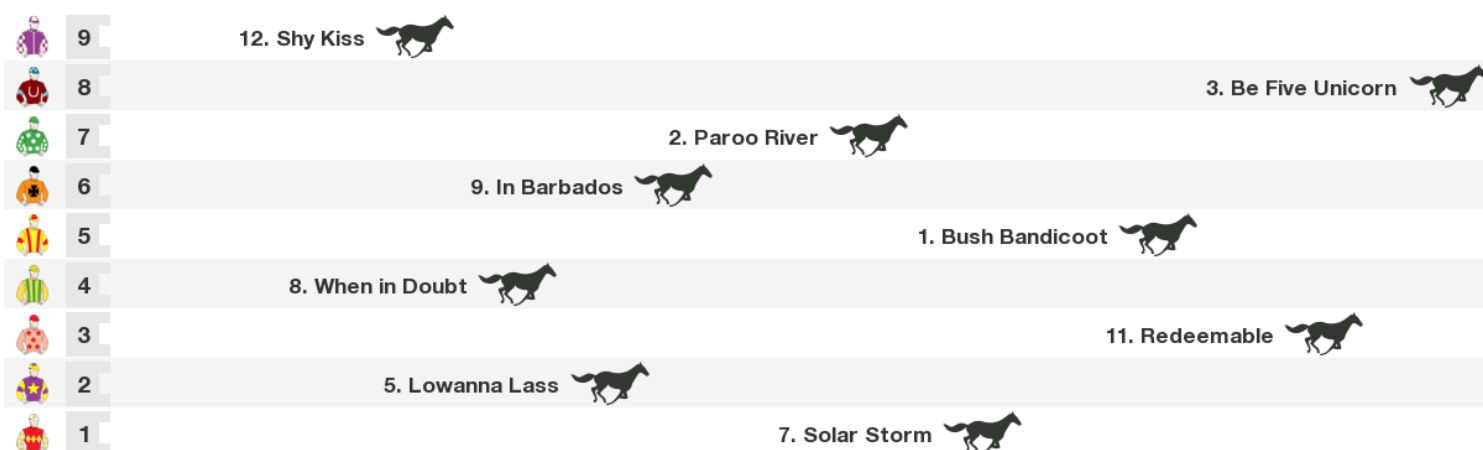 9 12. Shy Kiss
8 3. Be Five Unicorn
7 2. Paroo River
6 9. In Barbados
5 1. Bush Bandicoot
4 8. When in Doubt
3 11. Redeemable
2 5. Lowanna Lass
1 7. Solar Storm